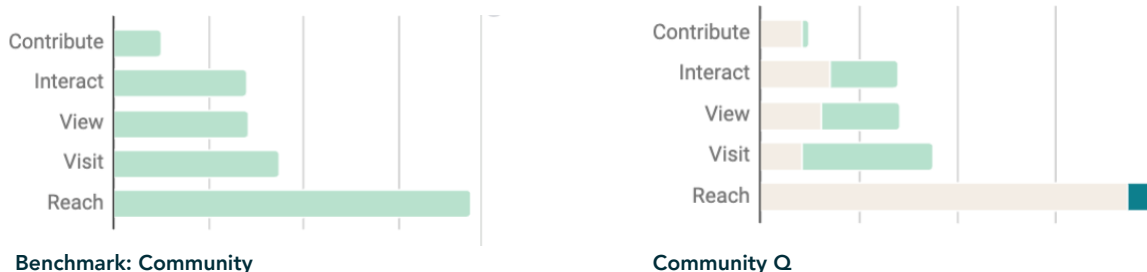 Contribute
Interact
View
Visit
Reach
Benchmark: Community
Contribute
Interact
View
Visit
Reach
Community Q